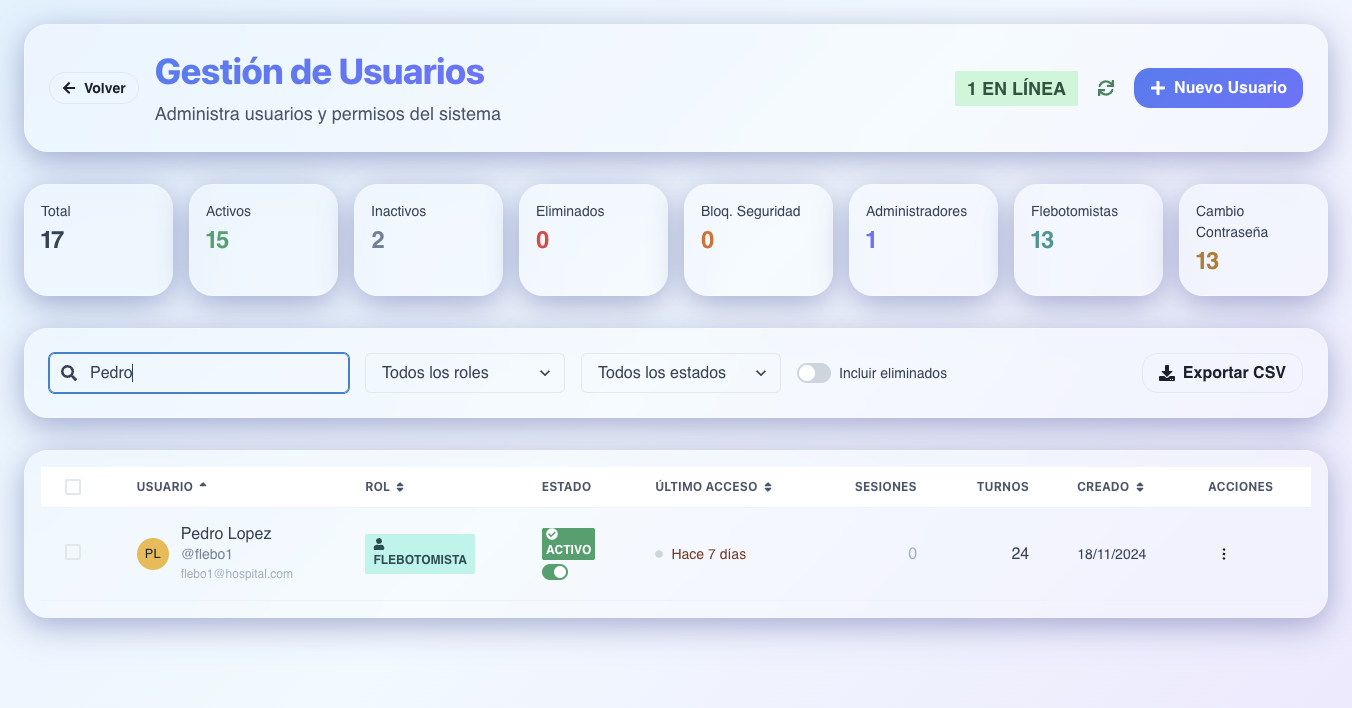 Volver
Gestión de Usuarios
Administra usuarios y permisos del sistema
1 EN LÍNEA
Nuevo Usuario
Total
17
Activos
15
Inactivos
2
Eliminados
0
Bloq. Seguridad
0
Administradores
1
Flebotomistas
13
Cambio
Contraseña
13
Pedro
Todos los roles
Todos los estados
Incluir eliminados
Exportar CSV
USUARIO ROL ESTADO ÚLTIMO ACCESO SESIONES TURNOS CREADO ACCIONES
PL
Pedro Lopez
@flebo1
flebo1@hospital.com
FLEBOTOMISTA
ACTIVO
Hace 7 días
0
24
18/11/2024